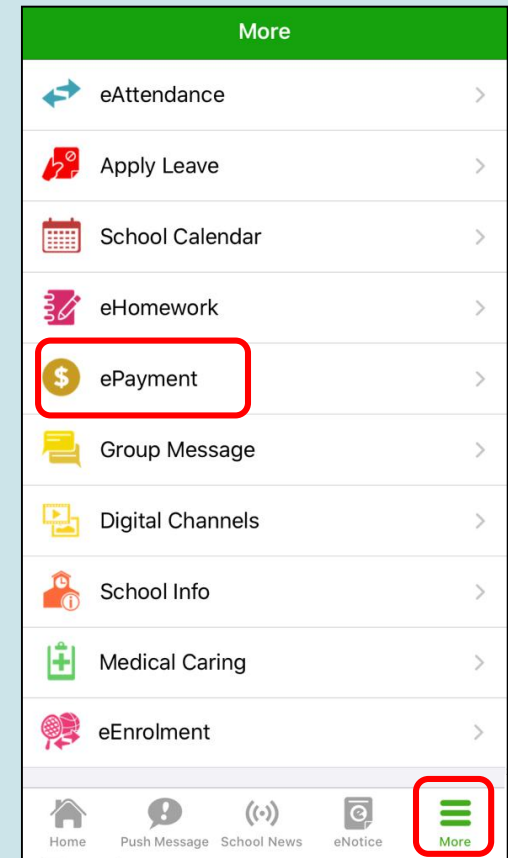 More
eAttendance
Apply Leave
School Calendar
eHomework
$ ePayment
Group Message
Digital Channels
School Info
Medical Caring
eEnrolment
Home Push Message School News eNotice More